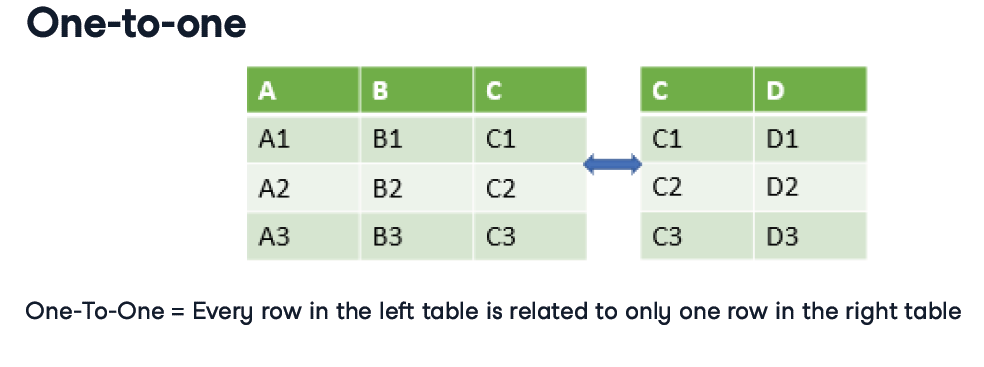 One-to-one
A B C C D
A1 B1 C1 C1 D1
A2 B2 C2 C2 D2
A3 B3 C3 C3 D3
One-To-One = Every row in the left table is related to only one row in the right table